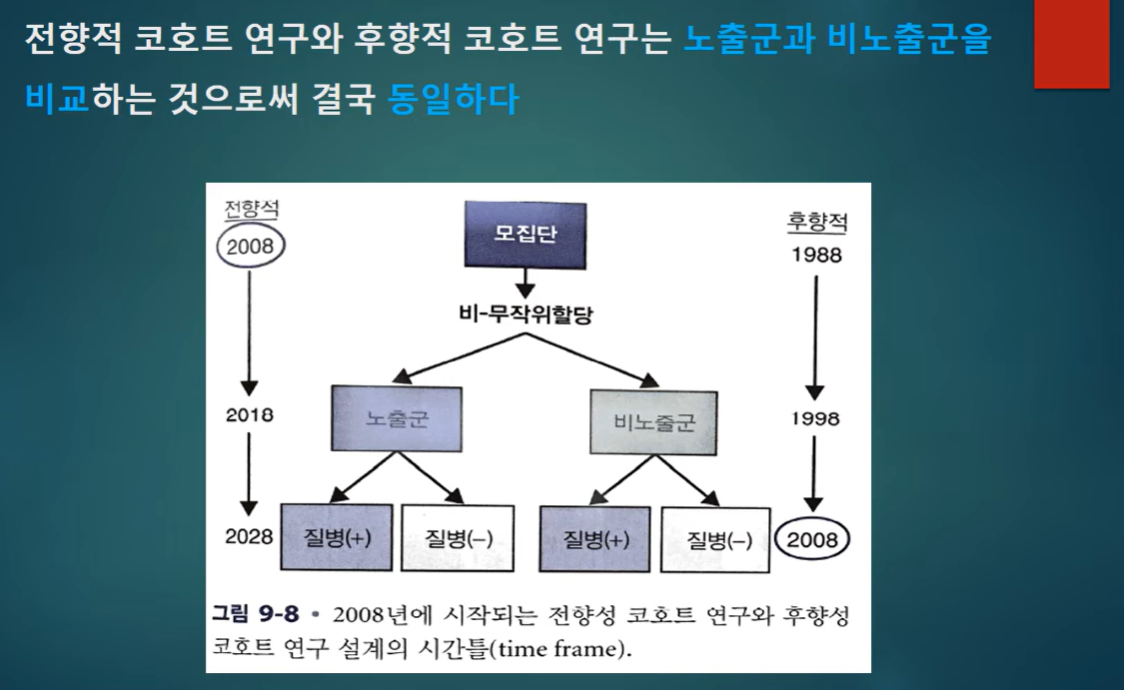 전향적 코호트 연구와 후향적 코호트 연구는 노출군과 비노출군을
비교하는 것으로써 결국 동일하다
전향적
2008
2018
2028
모집단
비-무작위할당
노출군
비노출군
질병(+)
질병(-)
질병(+)
질병(-)
후향적
1988
1998
2008
그림 9-8 • 2008년에 시작되는 전향성 코호트 연구와 후향성
코호트 연구 설계의 시간틀(time frame).